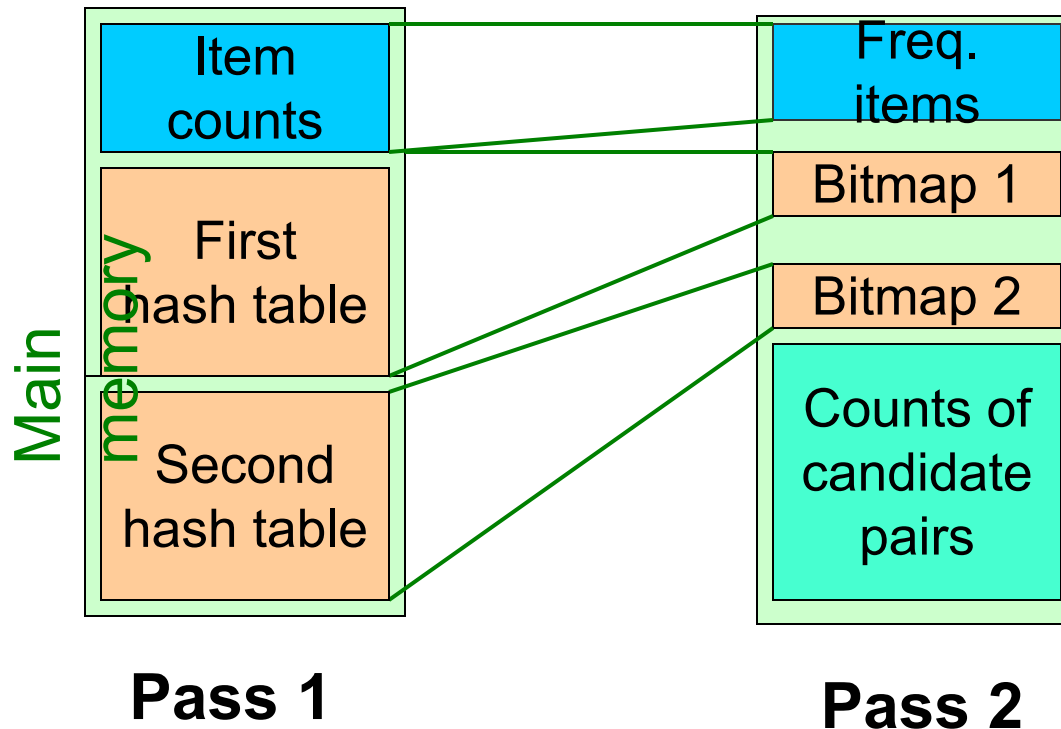 Item
counts
First
hash table
Second
hash table
Main
memory
Pass 1
Freq.
items
Bitmap 1
Bitmap 2
Counts of
candidate
pairs
Pass 2